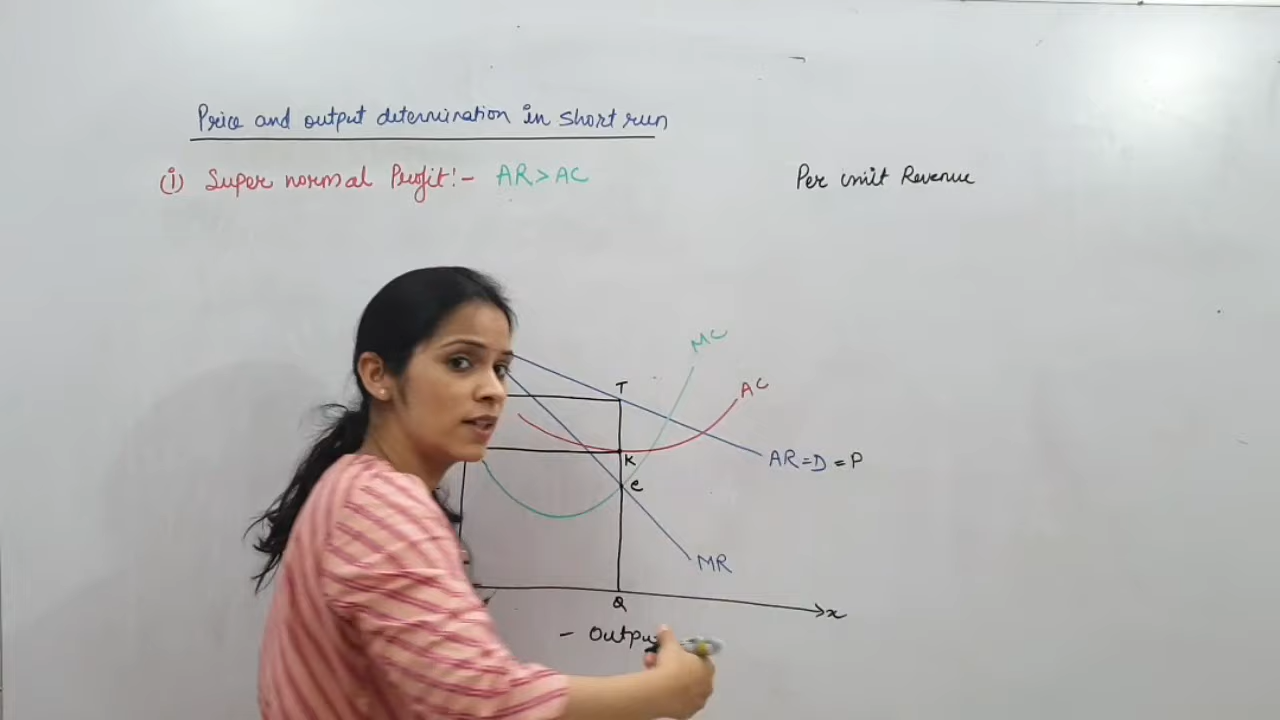 Price and output determination in short run
(i) Super normal Profit:- AR > AC
Per unit Revenue
MC
T
AC
AR = D = P
K
e
MR
Q
x
- Outpu